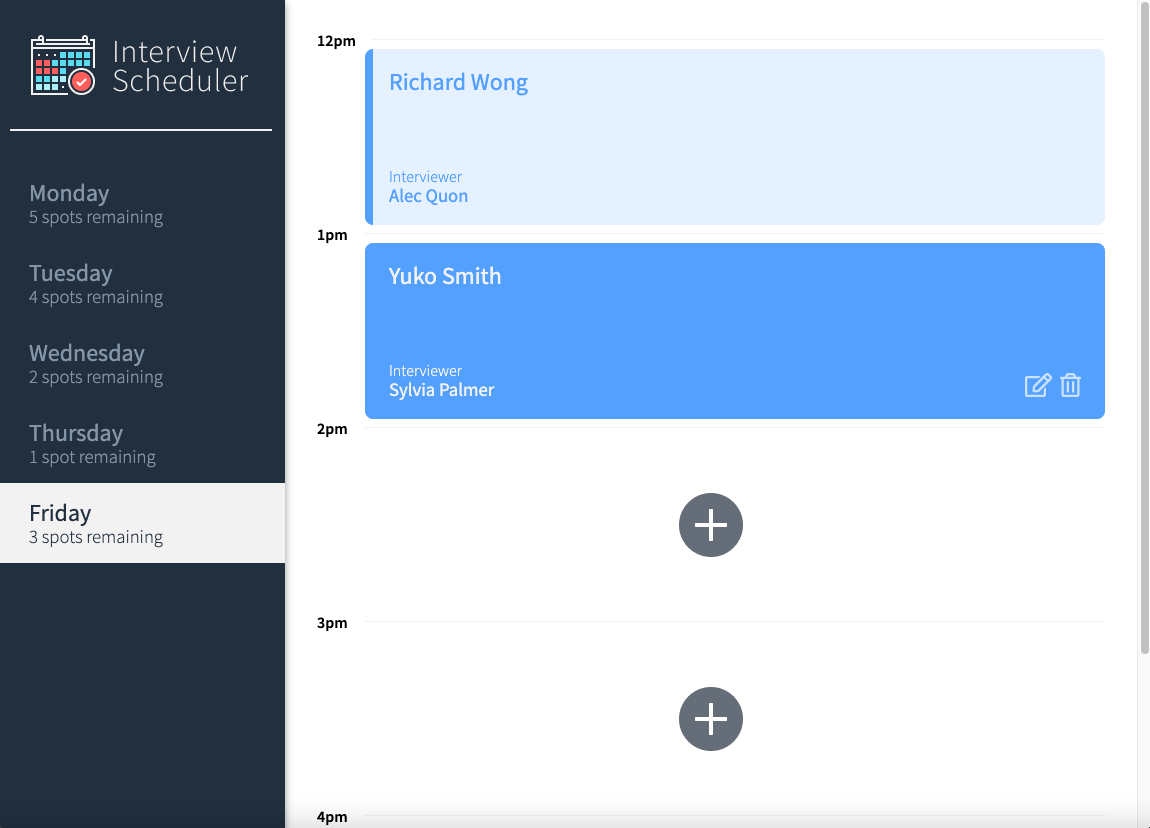 Interview
Scheduler
Monday
5 spots remaining
Tuesday
4 spots remaining
Wednesday
2 spots remaining
Thursday
1 spot remaining
Friday
3 spots remaining
12pm
Richard Wong
Interviewer
Alec Quon
1pm
Yuko Smith
Interviewer
Sylvia Palmer
2pm
3pm
4pm